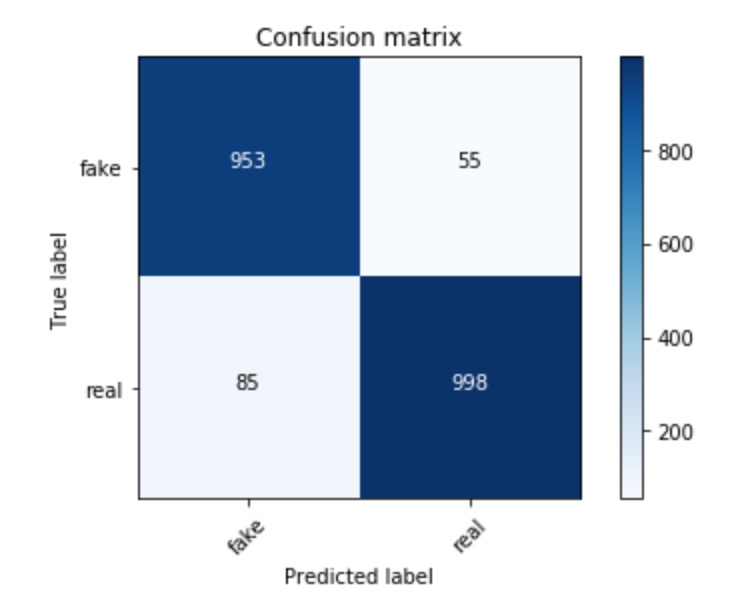 Confusion matrix
True label
fake
953
55
real
85
998
fake
real
Predicted label
800
600
400
200